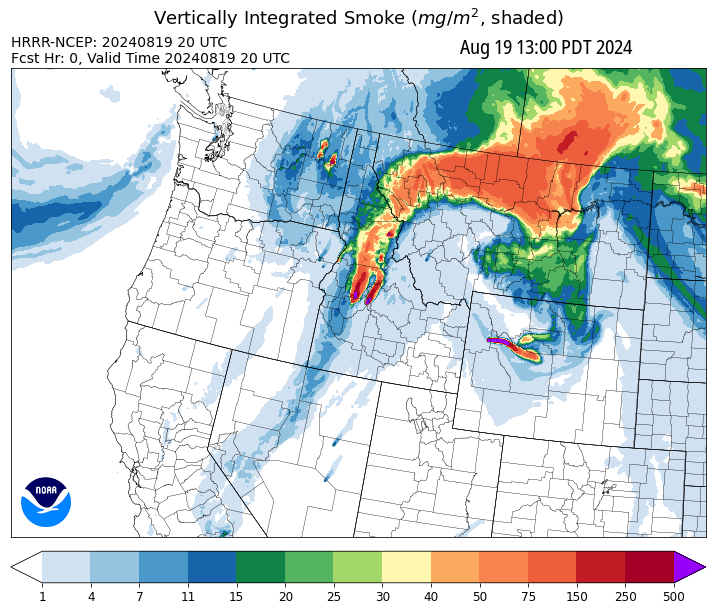 Vertically Integrated Smoke (mg/m², shaded)
HRRR-NCEP: 20240819 20 UTC
Fcst Hr: 0, Valid Time 20240819 20 UTC
Aug 19 13:00 PDT 2024
NOAA
1 4 7 11 15 20 25 30 40 50 75 150 250 500